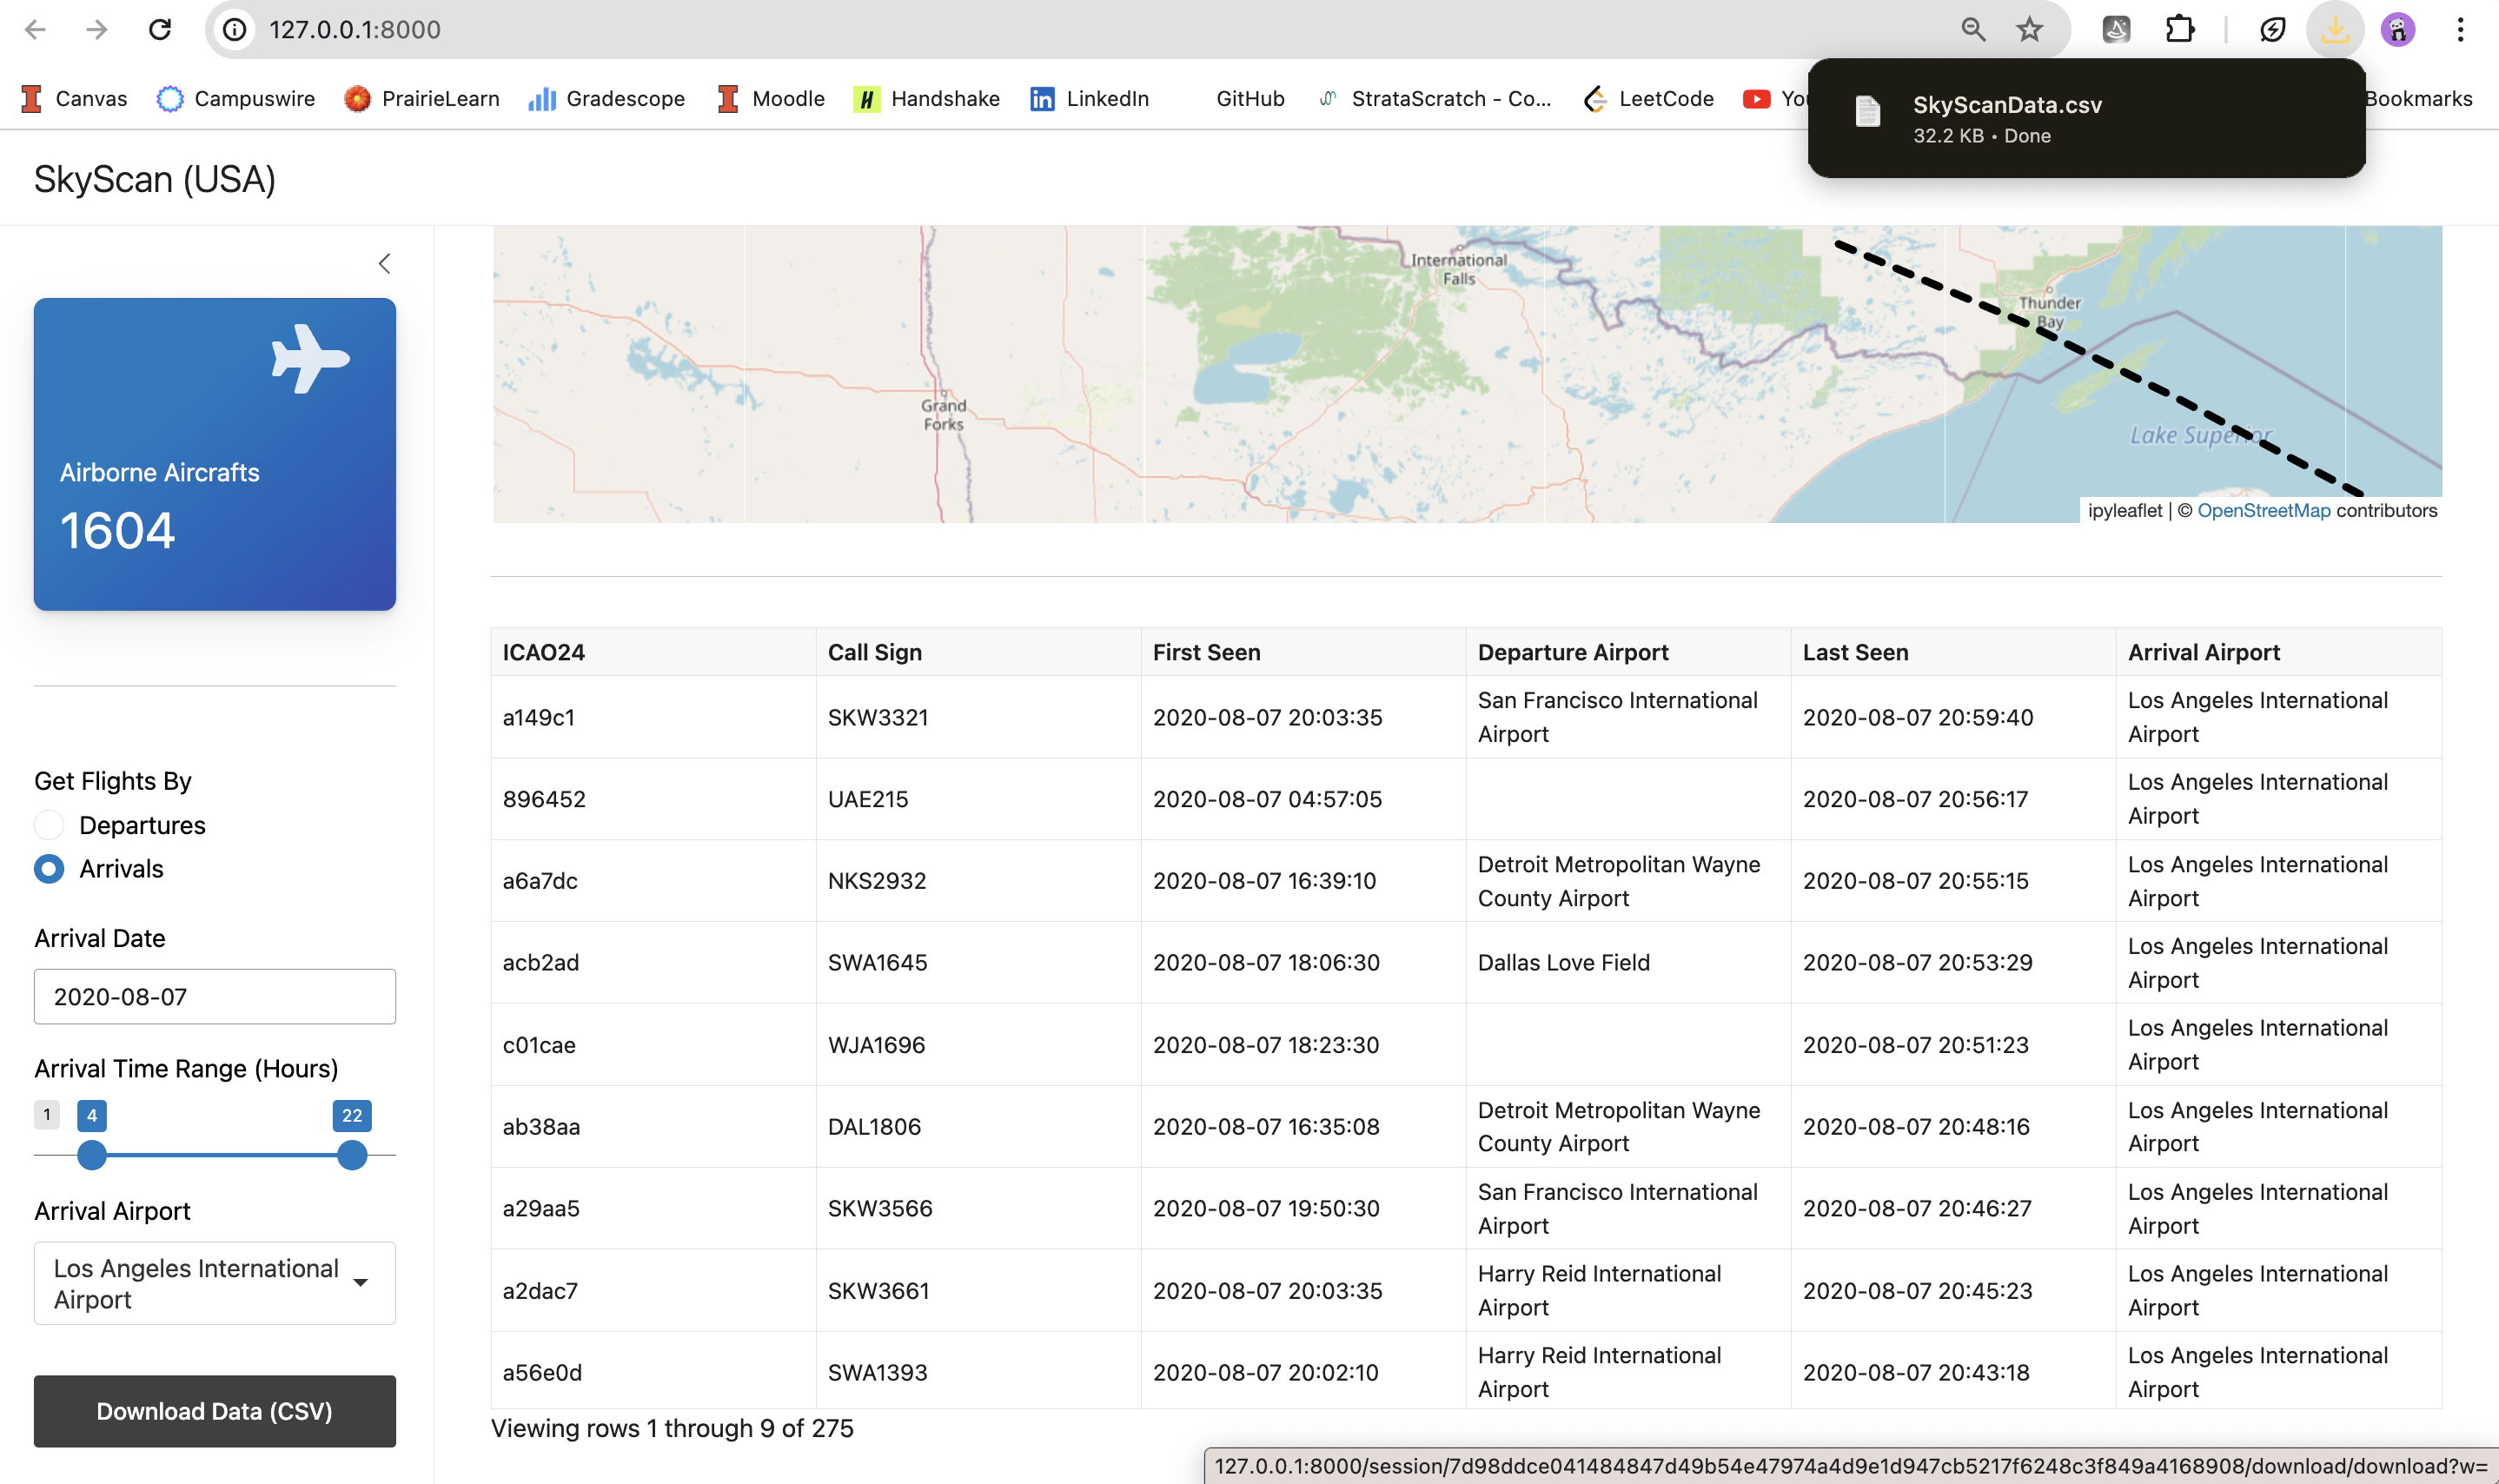 127.0.0.1:8000
Canvas Campuswire PrairieLearn Gradescope Moodle Handshake LinkedIn GitHub StrataScratch - Co... LeetCode Bookmarks
SkyScanData.csv
32.2 KB • Done
SkyScan (USA)
Airborne Aircrafts
1604
Get Flights By
Departures
Arrivals
Arrival Date
2020-08-07
Arrival Time Range (Hours)
1 4 22
Arrival Airport
Los Angeles International
Airport
Download Data (CSV)
International
Falls
Thunder
Bay
Grand
Forks
Lake Superior
ipyleaflet | © OpenStreetMap contributors
ICAO24 Call Sign First Seen Departure Airport Last Seen Arrival Airport
a149c1 SKW3321 2020-08-07 20:03:35 San Francisco International Airport 2020-08-07 20:59:40 Los Angeles International Airport
896452 UAE215 2020-08-07 04:57:05 2020-08-07 20:56:17 Los Angeles International Airport
a6a7dc NKS2932 2020-08-07 16:39:10 Detroit Metropolitan Wayne County Airport 2020-08-07 20:55:15 Los Angeles International Airport
acb2ad SWA1645 2020-08-07 18:06:30 Dallas Love Field 2020-08-07 20:53:29 Los Angeles International Airport
c01cae WJA1696 2020-08-07 18:23:30 2020-08-07 20:51:23 Los Angeles International Airport
ab38aa DAL1806 2020-08-07 16:35:08 Detroit Metropolitan Wayne County Airport 2020-08-07 20:48:16 Los Angeles International Airport
a29aa5 SKW3566 2020-08-07 19:50:30 San Francisco International Airport 2020-08-07 20:46:27 Los Angeles International Airport
a2dac7 SKW3661 2020-08-07 20:03:35 Harry Reid International Airport 2020-08-07 20:45:23 Los Angeles International Airport
a56e0d SWA1393 2020-08-07 20:02:10 Harry Reid International Airport 2020-08-07 20:43:18 Los Angeles International Airport
Viewing rows 1 through 9 of 275
127.0.0.1:8000/session/7d98ddce041484847d49b54e47974a4d9e1d947cb5217f6248c3f849a4168908/download/download?w=